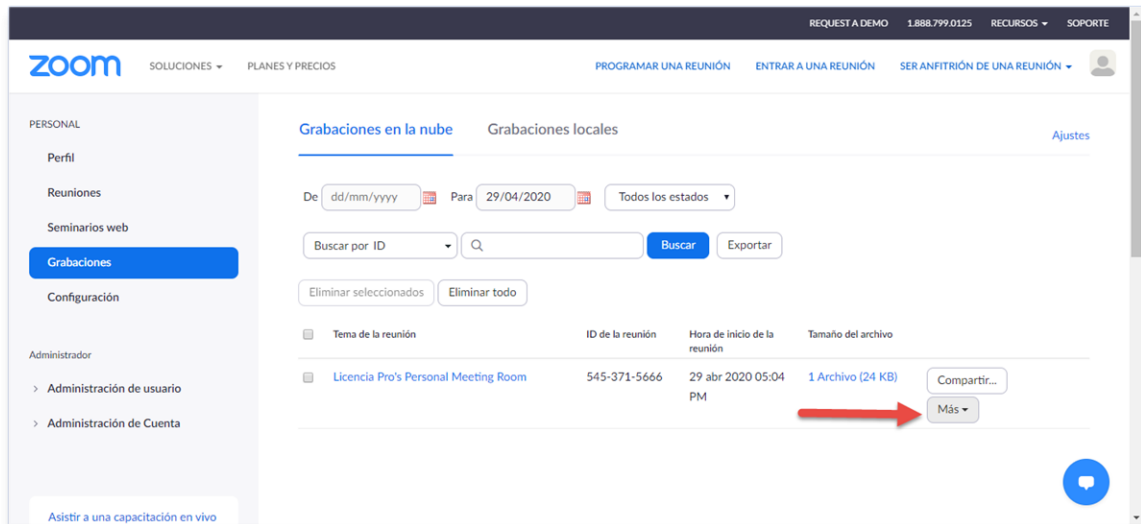 REQUEST A DEMO 1.888.799.0125 RECURSOS SOPORTE
zoom SOLUCIONES PLANES Y PRECIOS PROGRAMAR UNA REUNIÓN ENTRAR A UNA REUNIÓN SER ANFITRIÓN DE UNA REUNIÓN
PERSONAL
Perfil
Reuniones
Seminarios web
Grabaciones
Configuración
Administrador
Administración de usuario
Administración de Cuenta
Asistir a una capacitación en vivo
Grabaciones en la nube Grabaciones locales
Ajustes
De dd/mm/yyyy Para 29/04/2020 Todos los estados
Buscar por ID Buscar Exportar
Eliminar seleccionados Eliminar todo
Tema de la reunión ID de la reunión Hora de inicio de la Tamaño del archivo
reunión
Licencia Pro's Personal Meeting Room 545-371-5666 29 abr 2020 05:04 1 Archivo (24 KB) Compartir...
PM Más